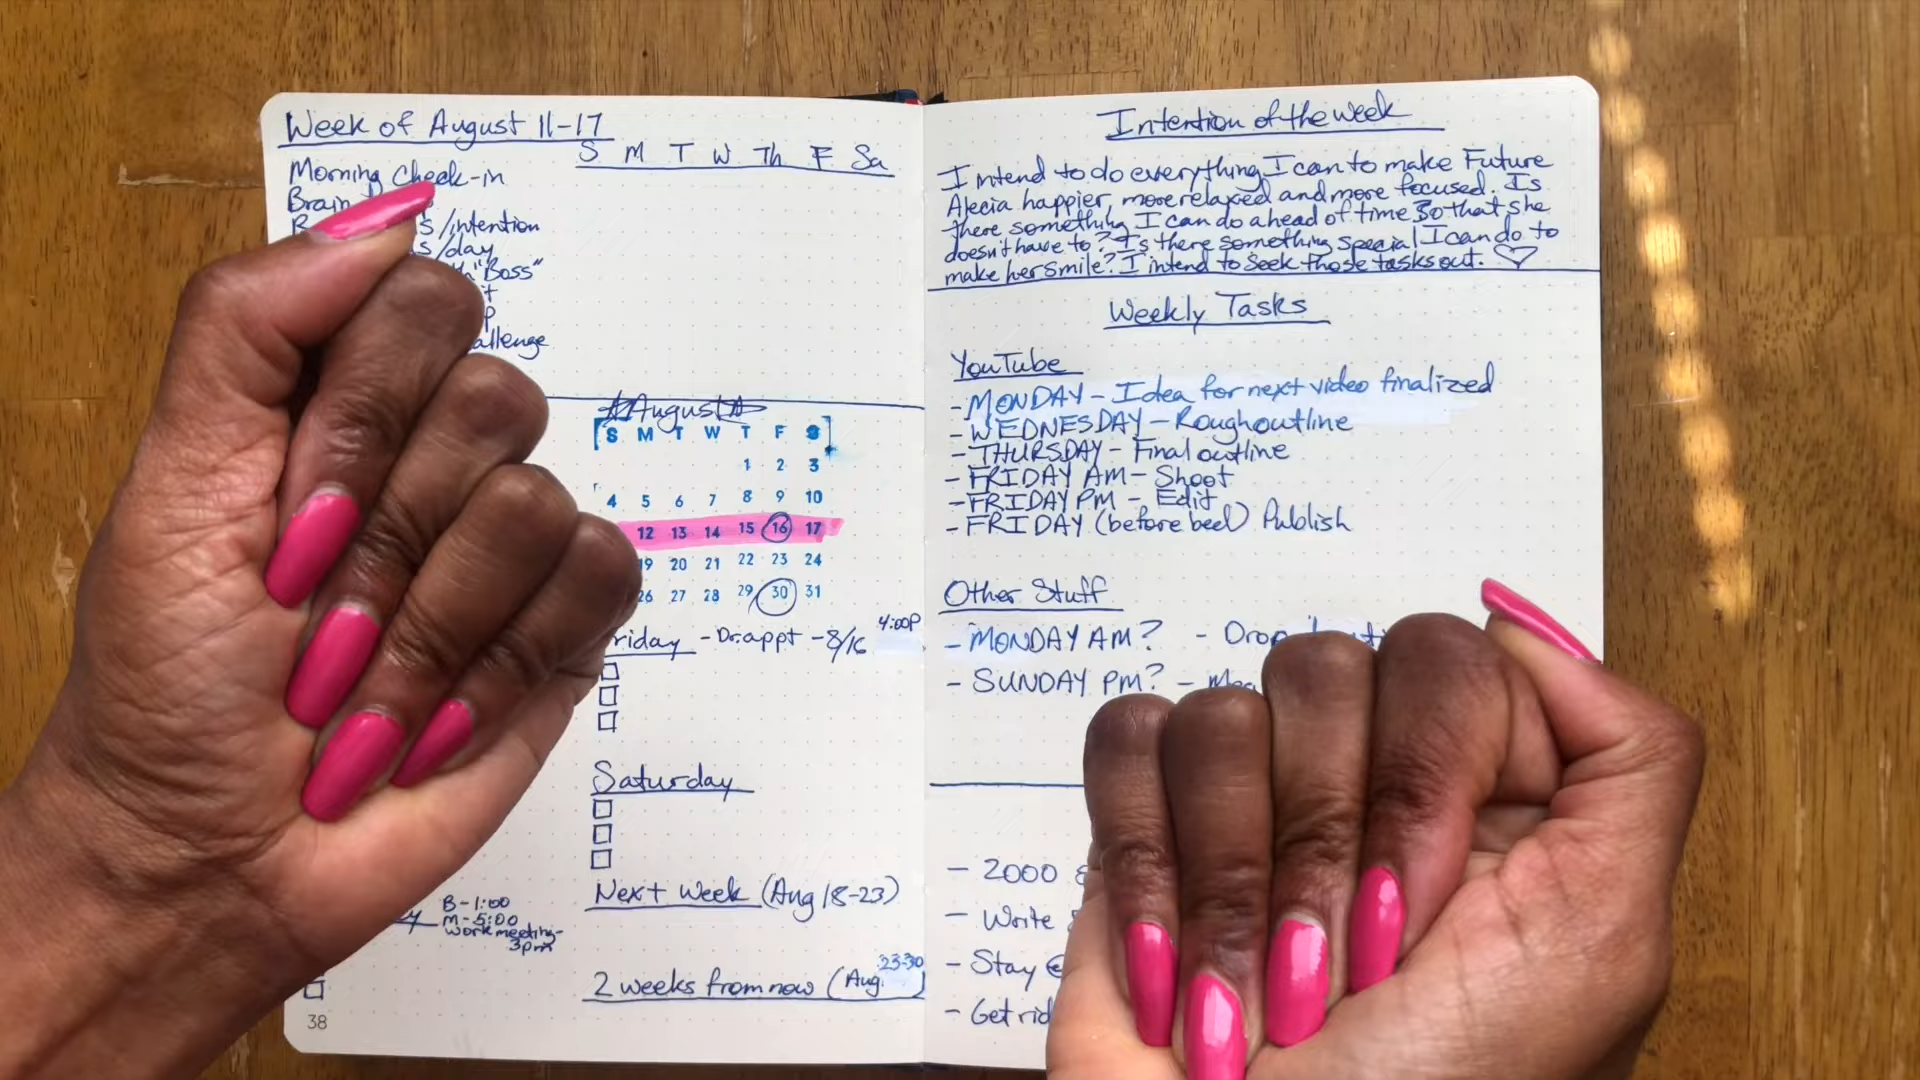 Week of August 11-17
S M T W Th F Sa
Morning Check-in
Brain
/intention
s/day
"Boss"
allenge
August
S M T W T F S
1 2 3
4 5 6 7 8 9 10
12 13 14 15 16 17
19 20 21 22 23 24
26 27 28 29 30 31
Friday - Dr. appt - 8/16 4:00P
Saturday
B - 1:00
M - 5:00
Work meeting -
3pm
Next Week (Aug 18-23)
2 weeks from now (Aug. 23-30)
38
Intention of the week
I intend to do everything I can to make Future
Alecia happier, more relaxed and more focused. Is
there something I can do ahead of time so that she
doesn't have to? Is there something special I can do to
make her smile? I intend to seek those tasks out. ♡
Weekly Tasks
YouTube
- MONDAY - Idea for next video finalized
- WEDNESDAY - Rough outline
- THURSDAY - Final outline
- FRIDAY AM - Shoot
- FRIDAY PM - Edit
- FRIDAY (before bed) Publish
Other Stuff
- MONDAY AM? - Drop
- SUNDAY PM? -
- 2000
- Write
- Stay @
- Get rid